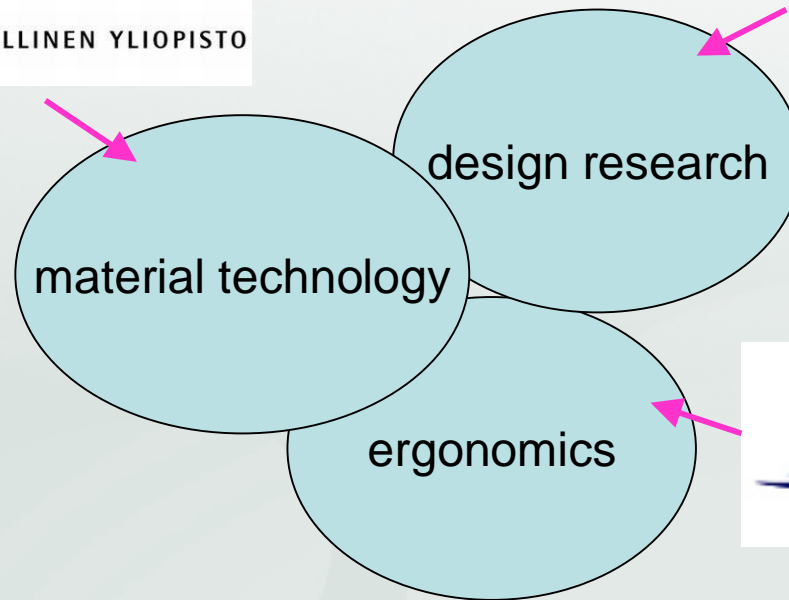 LLINEN YLIOPISTO
design research
material technology
ergonomics